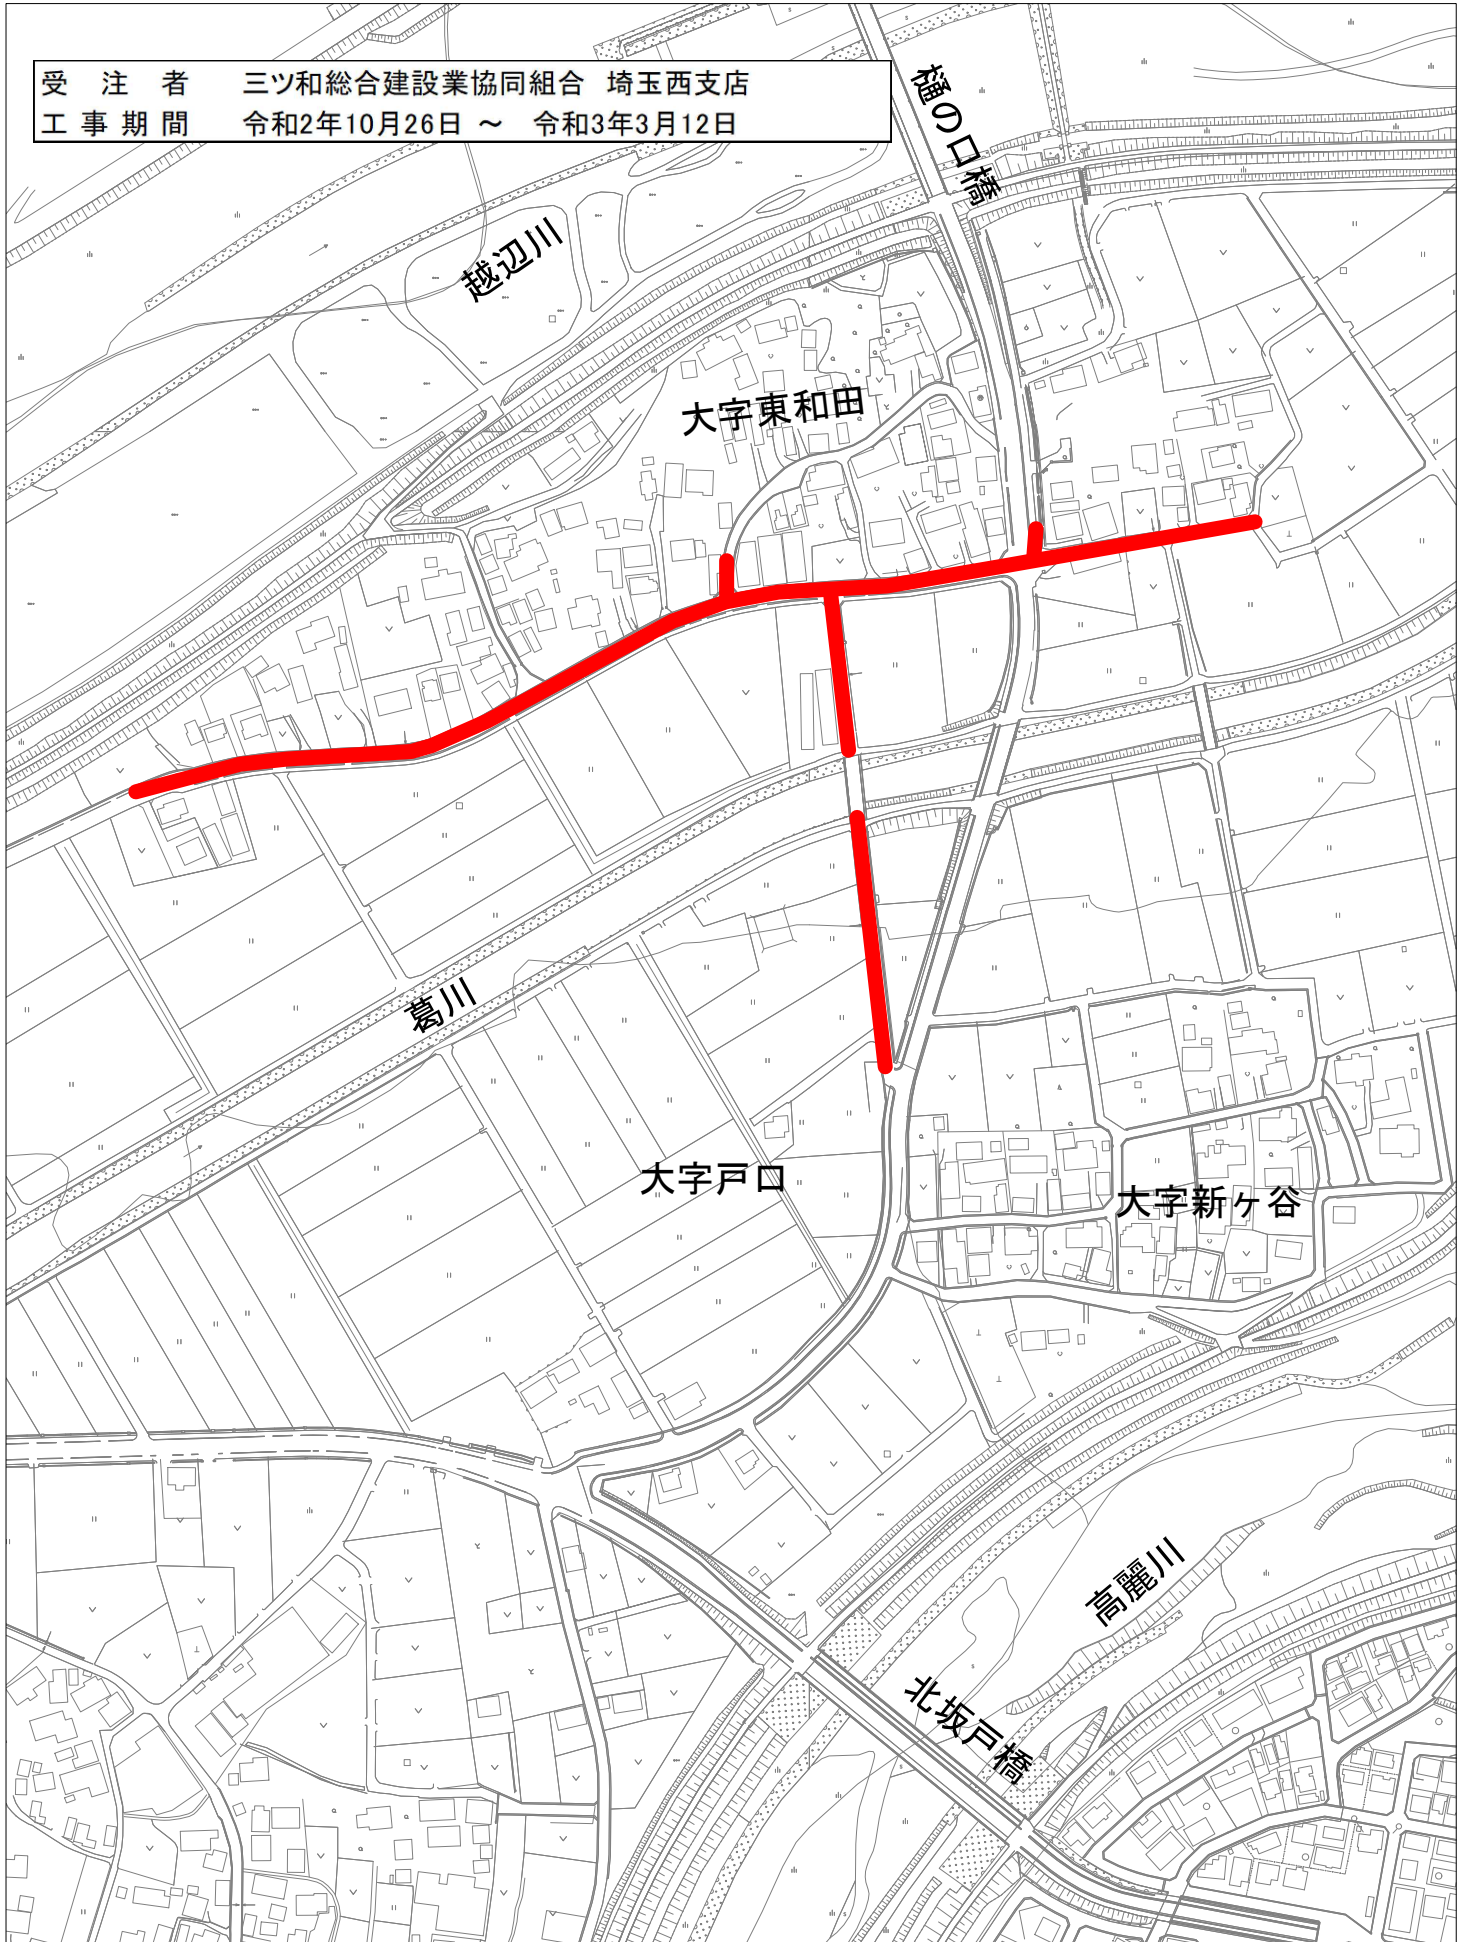 受 注 者 三ツ和総合建設業協同組合 埼玉西支店
工 事 期 間 令和2年10月26日 ～ 令和3年3月12日
樋の口橋
越辺川
大字東和田
葛川
大字戸口
大字新ヶ谷
高麗川
北坂戸橋